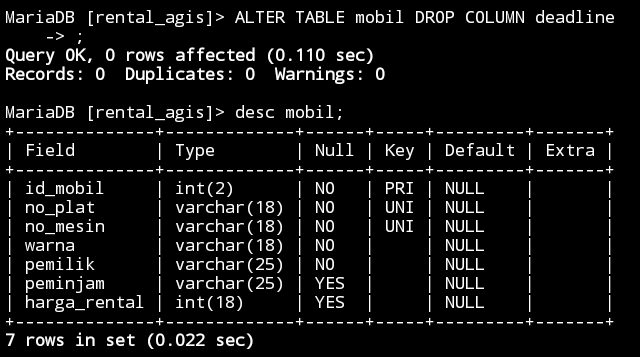 MariaDB [rental_agis]> ALTER TABLE mobil DROP COLUMN deadline
    -> ;
Query OK, 0 rows affected (0.110 sec)
Records: 0  Duplicates: 0  Warnings: 0

MariaDB [rental_agis]> desc mobil;
+--------------+-------------+------+-----+---------+-------+
| Field        | Type        | Null | Key | Default | Extra |
+--------------+-------------+------+-----+---------+-------+
| id_mobil     | int(2)      | NO   | PRI | NULL    |       |
| no_plat      | varchar(18) | NO   | UNI | NULL    |       |
| no_mesin     | varchar(18) | NO   | UNI | NULL    |       |
| warna        | varchar(18) | NO   |     | NULL    |       |
| pemilik      | varchar(25) | NO   |     | NULL    |       |
| peminjam     | varchar(25) | YES  |     | NULL    |       |
| harga_rental | int(18)     | YES  |     | NULL    |       |
+--------------+-------------+------+-----+---------+-------+
7 rows in set (0.022 sec)